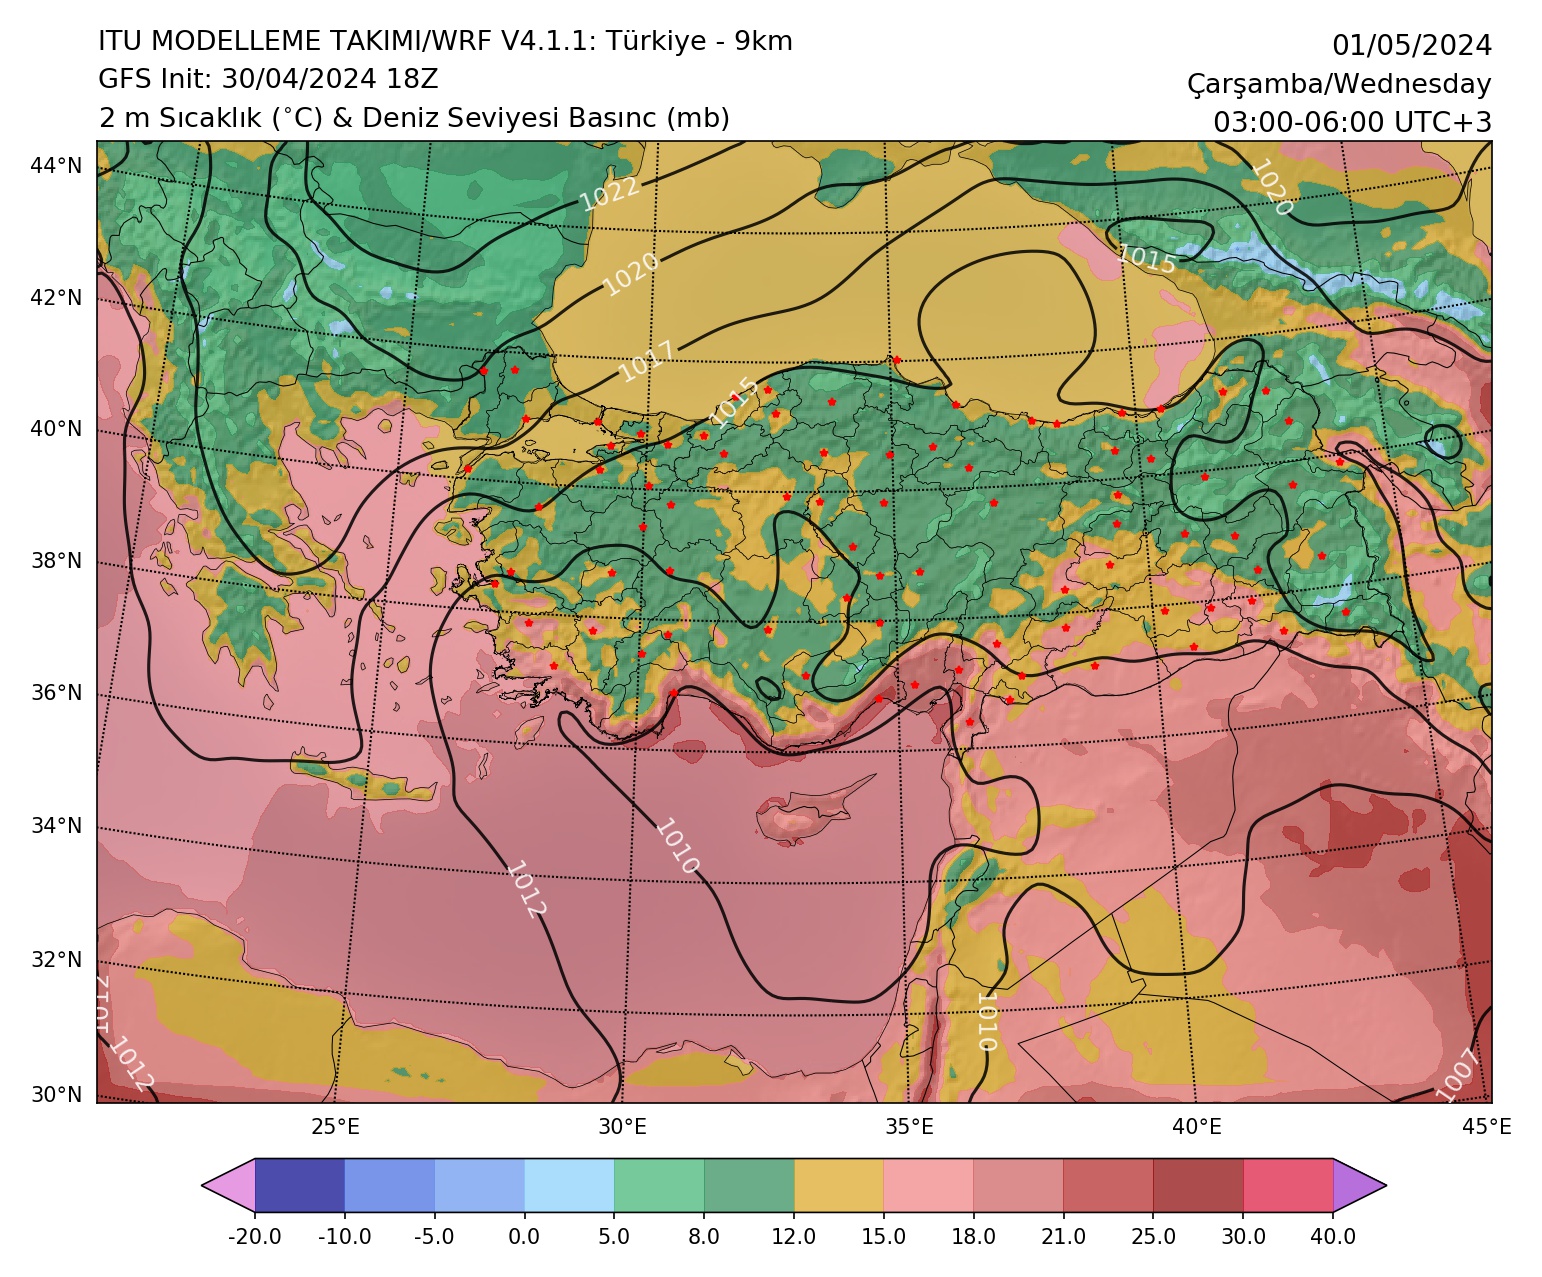 ITU MODELLEME TAKIMI/WRF V4.1.1: Türkiye - 9km
GFS Init: 30/04/2024 18Z
2 m Sıcaklık (°C) & Deniz Seviyesi Basınc (mb)
01/05/2024
Çarşamba/Wednesday
03:00-06:00 UTC+3
44°N
42°N
40°N
38°N
36°N
34°N
32°N
30°N
1022
1020
1020
1015
1017
1015
1010
1012
1012
1012
1010
1007
25°E
30°E
35°E
40°E
45°E
-20.0
-10.0
-5.0
0.0
5.0
8.0
12.0
15.0
18.0
21.0
25.0
30.0
40.0